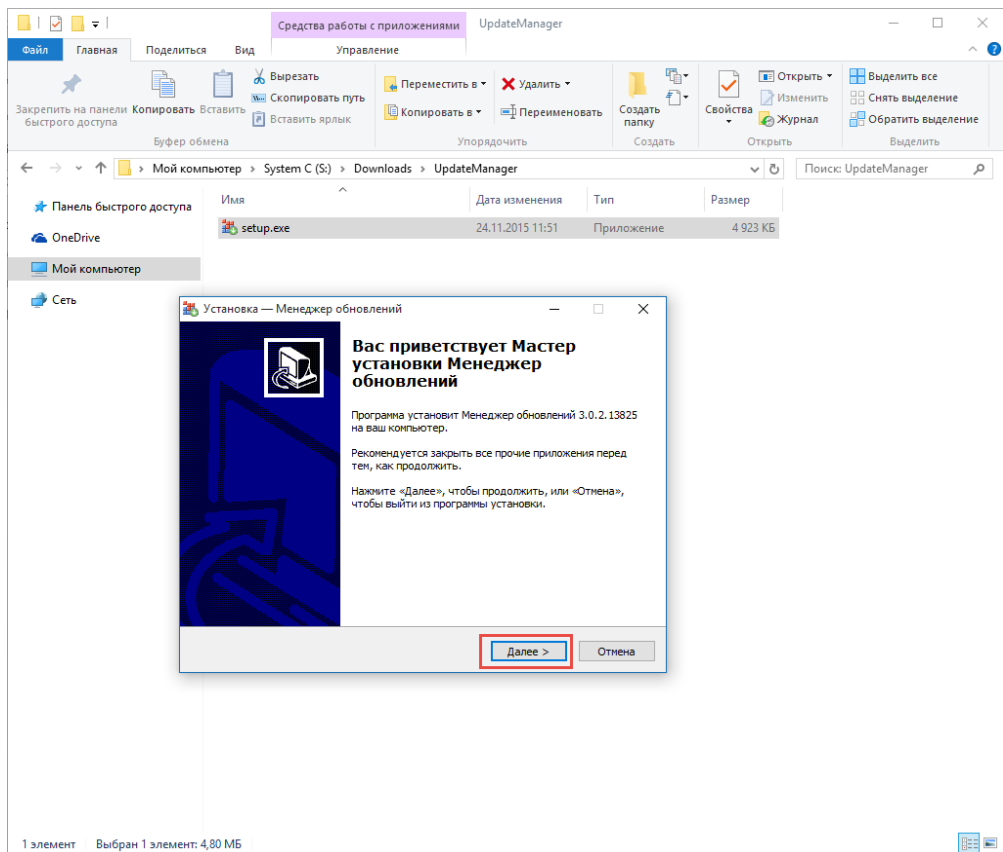 Средства работы с приложениями UpdateManager
Файл Главная Поделиться Вид Управление
Закрепить на панели быстрого доступа
Копировать
Вставить
Вырезать
Скопировать путь
Вставить ярлык
Буфер обмена
Переместить в
Копировать в
Удалить
Переименовать
Упорядочить
Создать папку
Создать
Свойства
Открыть
Изменить
Журнал
Открыть
Выделить все
Снять выделение
Обратить выделение
Выделить
Мой компьютер › System C (S:) › Downloads › UpdateManager
Поиск: UpdateManager
Панель быстрого доступа
OneDrive
Мой компьютер
Сеть
Имя Дата изменения Тип Размер
setup.exe 24.11.2015 11:51 Приложение 4 923 КБ
Установка — Менеджер обновлений
Вас приветствует Мастер
установки Менеджер
обновлений
Программа установит Менеджер обновлений 3.0.2.13825
на ваш компьютер.
Рекомендуется закрыть все прочие приложения перед
тем, как продолжить.
Нажмите «Далее», чтобы продолжить, или «Отмена»,
чтобы выйти из программы установки.
Далее > Отмена
1 элемент Выбран 1 элемент: 4,80 МБ